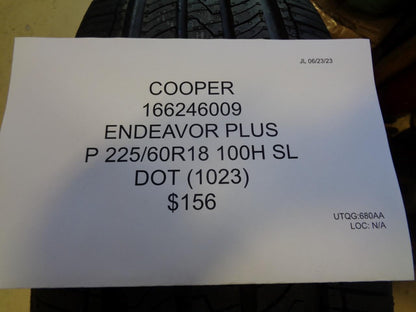 JL 06/23/23
COOPER
166246009
ENDEAVOR PLUS
P 225/60R18 100H SL
DOT (1023)
$156
UTQG:680AA
LOC: N/A